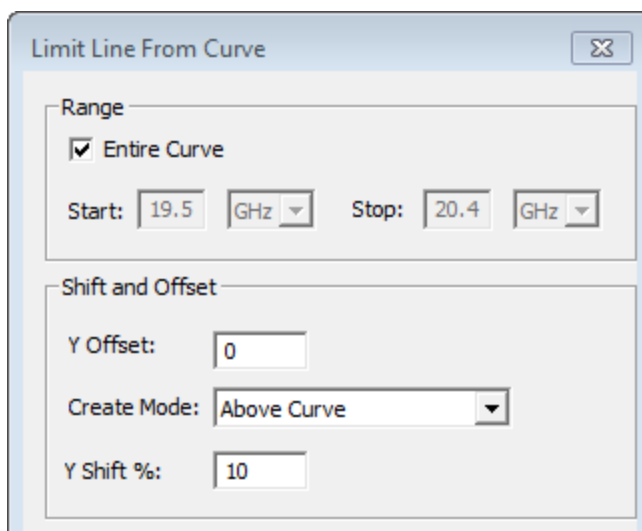 Limit Line From Curve
Range
Entire Curve
Start: 19.5 GHz Stop: 20.4 GHz
Shift and Offset
Y Offset: 0
Create Mode: Above Curve
Y Shift %: 10